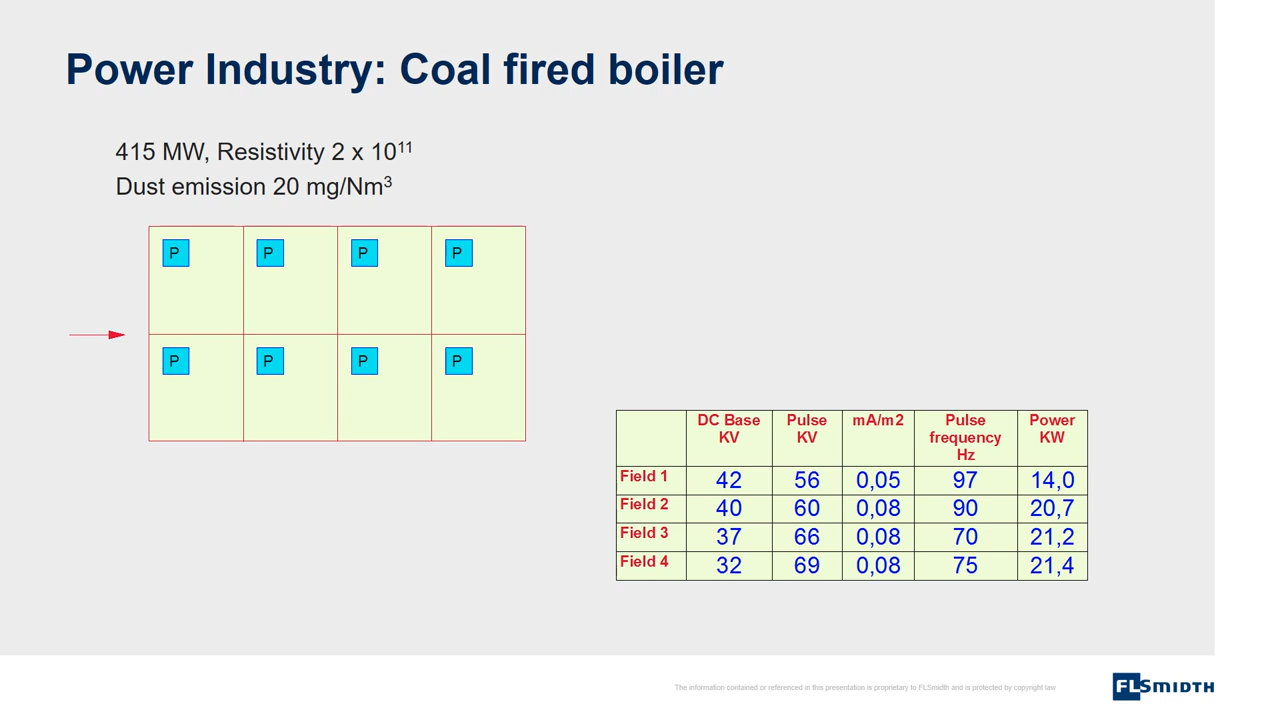 Power Industry: Coal fired boiler
415 MW, Resistivity 2 x 10¹¹
Dust emission 20 mg/Nm³
P P P P
P P P P
DC Base KV Pulse KV mA/m2 Pulse frequency Hz Power KW
Field 1 42 56 0,05 97 14,0
Field 2 40 60 0,08 90 20,7
Field 3 37 66 0,08 70 21,2
Field 4 32 69 0,08 75 21,4
The information contained or referenced in this presentation is proprietary to FLSmidth and is protected by copyright law
FLSMIDTH